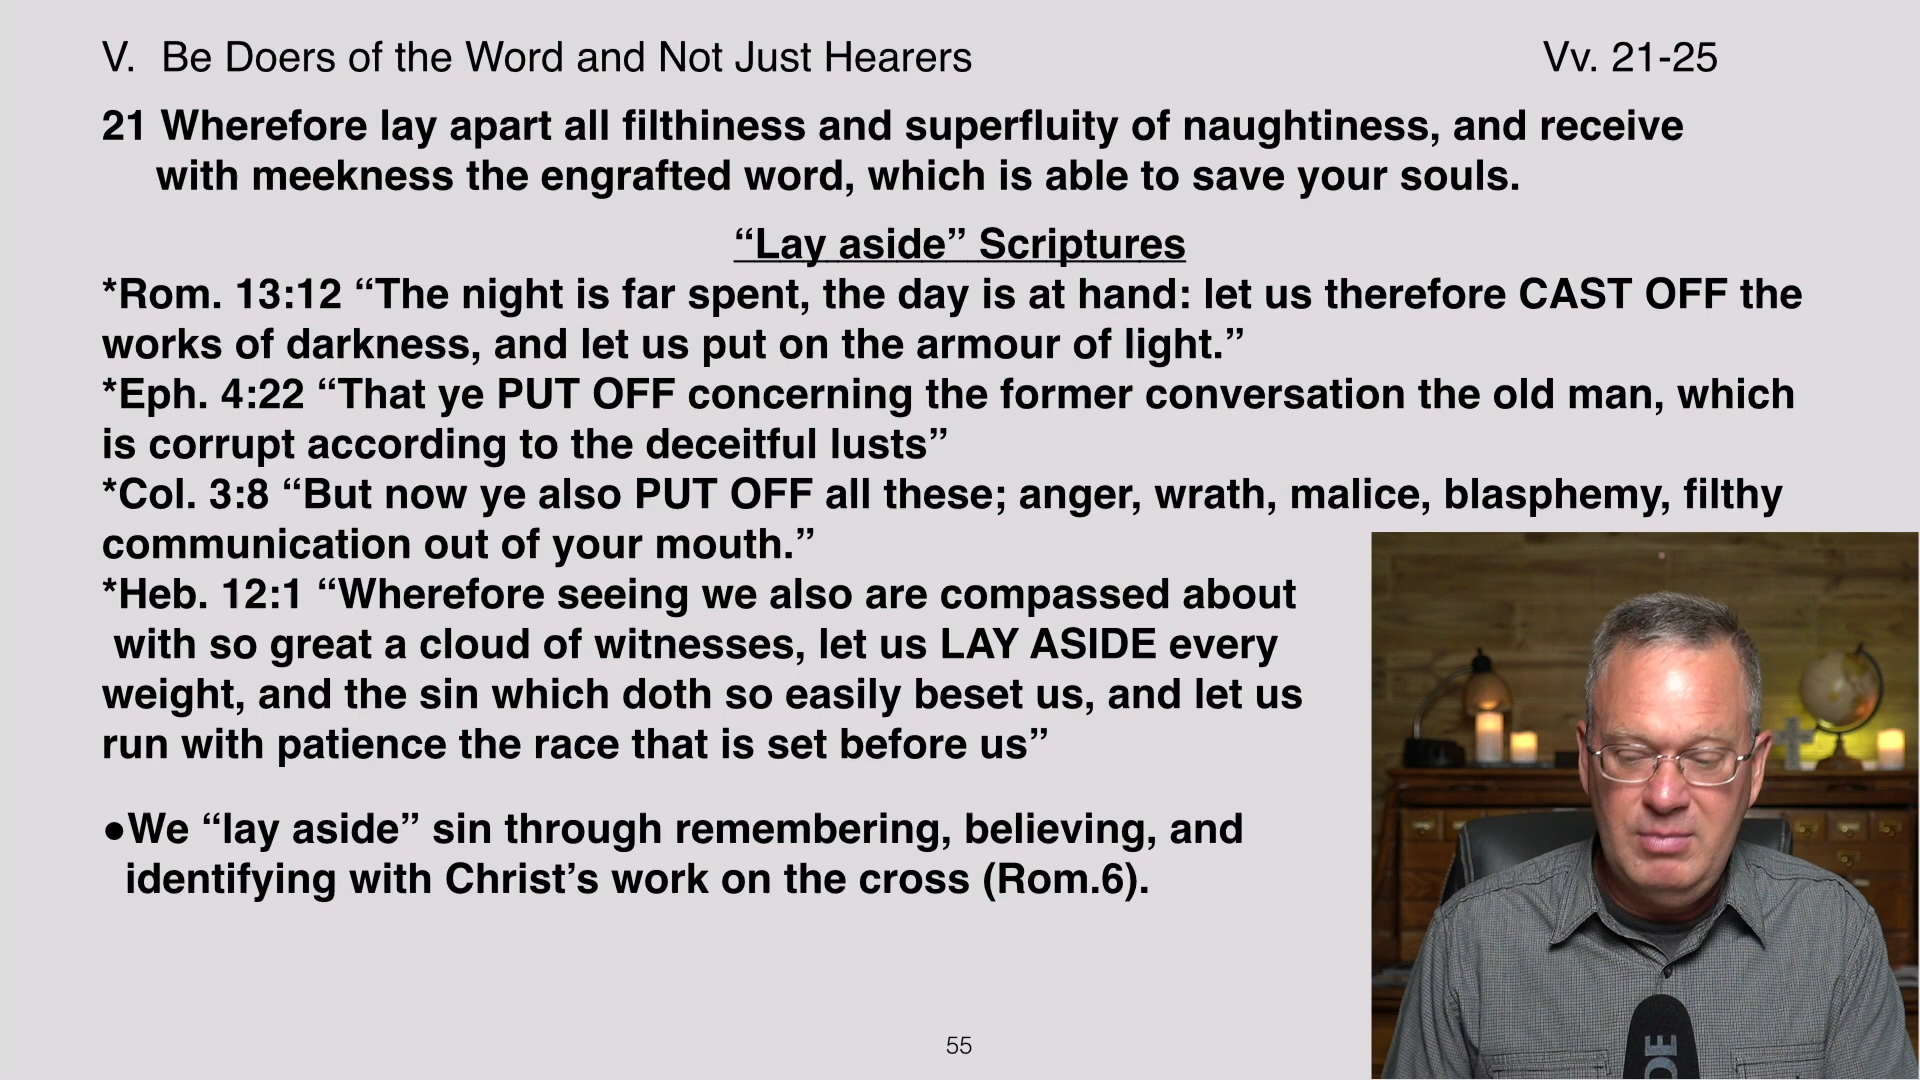 V. Be Doers of the Word and Not Just Hearers Vv. 21-25
21 Wherefore lay apart all filthiness and superfluity of naughtiness, and receive
with meekness the engrafted word, which is able to save your souls.
“Lay aside” Scriptures
*Rom. 13:12 “The night is far spent, the day is at hand: let us therefore CAST OFF the
works of darkness, and let us put on the armour of light.”
*Eph. 4:22 “That ye PUT OFF concerning the former conversation the old man, which
is corrupt according to the deceitful lusts”
*Col. 3:8 “But now ye also PUT OFF all these; anger, wrath, malice, blasphemy, filthy
communication out of your mouth.”
*Heb. 12:1 “Wherefore seeing we also are compassed about
with so great a cloud of witnesses, let us LAY ASIDE every
weight, and the sin which doth so easily beset us, and let us
run with patience the race that is set before us”
●We “lay aside” sin through remembering, believing, and
identifying with Christ’s work on the cross (Rom.6).
55